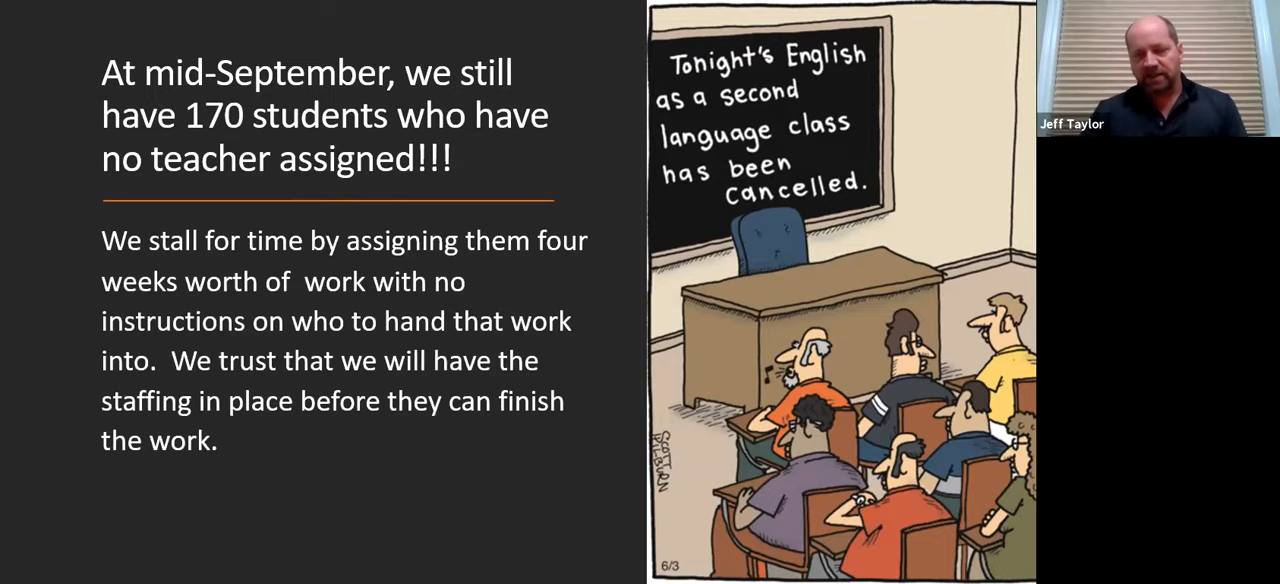 At mid-September, we still
have 170 students who have
no teacher assigned!!!
We stall for time by assigning them four
weeks worth of  work with no
instructions on who to hand that work
into.  We trust that we will have the
staffing in place before they can finish
the work.
Tonight's English
as a second
language class
has been
cancelled.
SCOTT
HILBURN
6/3
Jeff Taylor